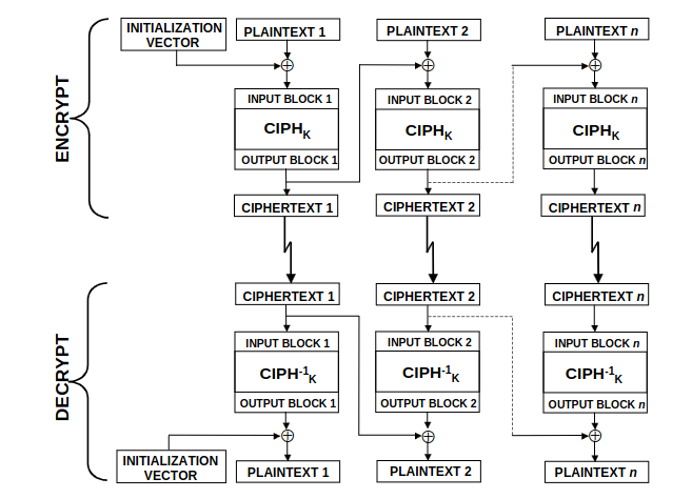 INITIALIZATION
VECTOR
PLAINTEXT 1
PLAINTEXT 2
PLAINTEXT n
ENCRYPT
INPUT BLOCK 1
INPUT BLOCK 2
INPUT BLOCK n
CIPHK
CIPHK
CIPHK
OUTPUT BLOCK 1
OUTPUT BLOCK 2
OUTPUT BLOCK n
CIPHERTEXT 1
CIPHERTEXT 2
CIPHERTEXT n
DECRYPT
CIPHERTEXT 1
CIPHERTEXT 2
CIPHERTEXT n
INPUT BLOCK 1
INPUT BLOCK 2
INPUT BLOCK n
CIPH-1K
CIPH-1K
CIPH-1K
OUTPUT BLOCK 1
OUTPUT BLOCK 2
OUTPUT BLOCK n
INITIALIZATION
VECTOR
PLAINTEXT 1
PLAINTEXT 2
PLAINTEXT n